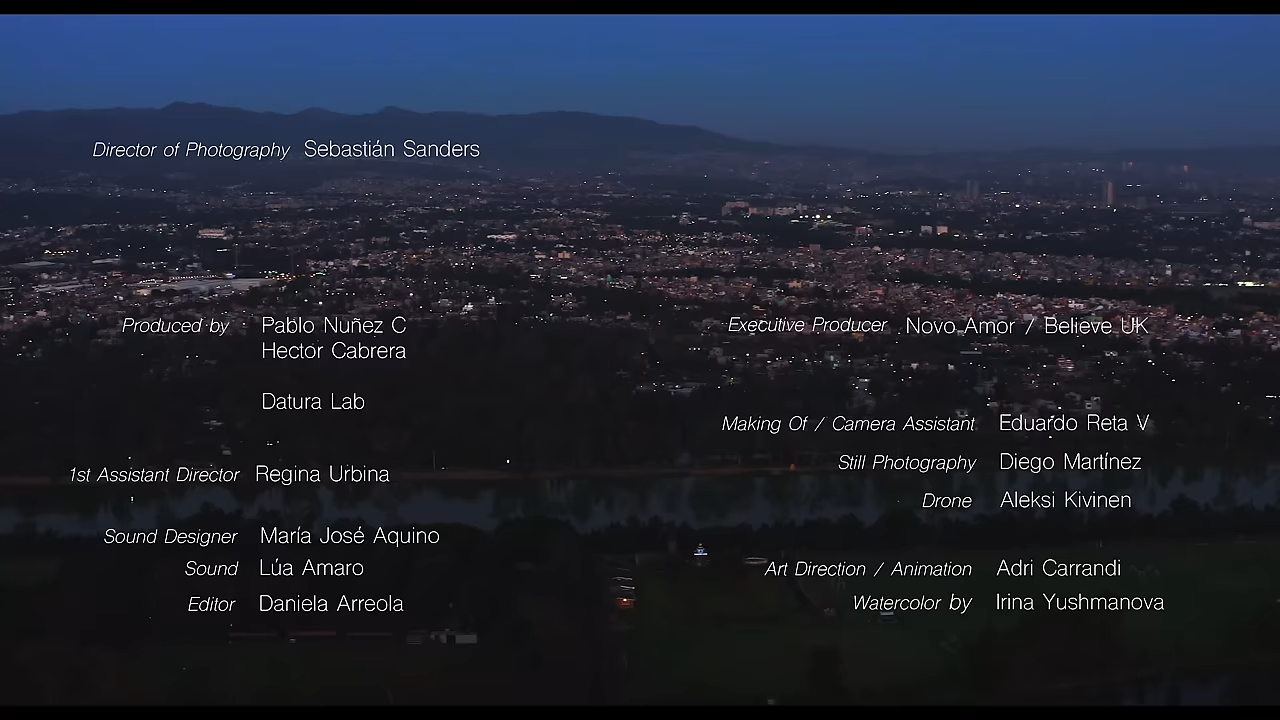 Director of Photography Sebastián Sanders
Produced by Pablo Nuñez C
Hector Cabrera
Datura Lab
1st Assistant Director Regina Urbina
Sound Designer María José Aquino
Sound Lúa Amaro
Editor Daniela Arreola
Executive Producer Novo Amor / Believe UK
Making Of / Camera Assistant Eduardo Reta V
Still Photography Diego Martínez
Drone Aleksi Kivinen
Art Direction / Animation Adri Carrandi
Watercolor by Irina Yushmanova